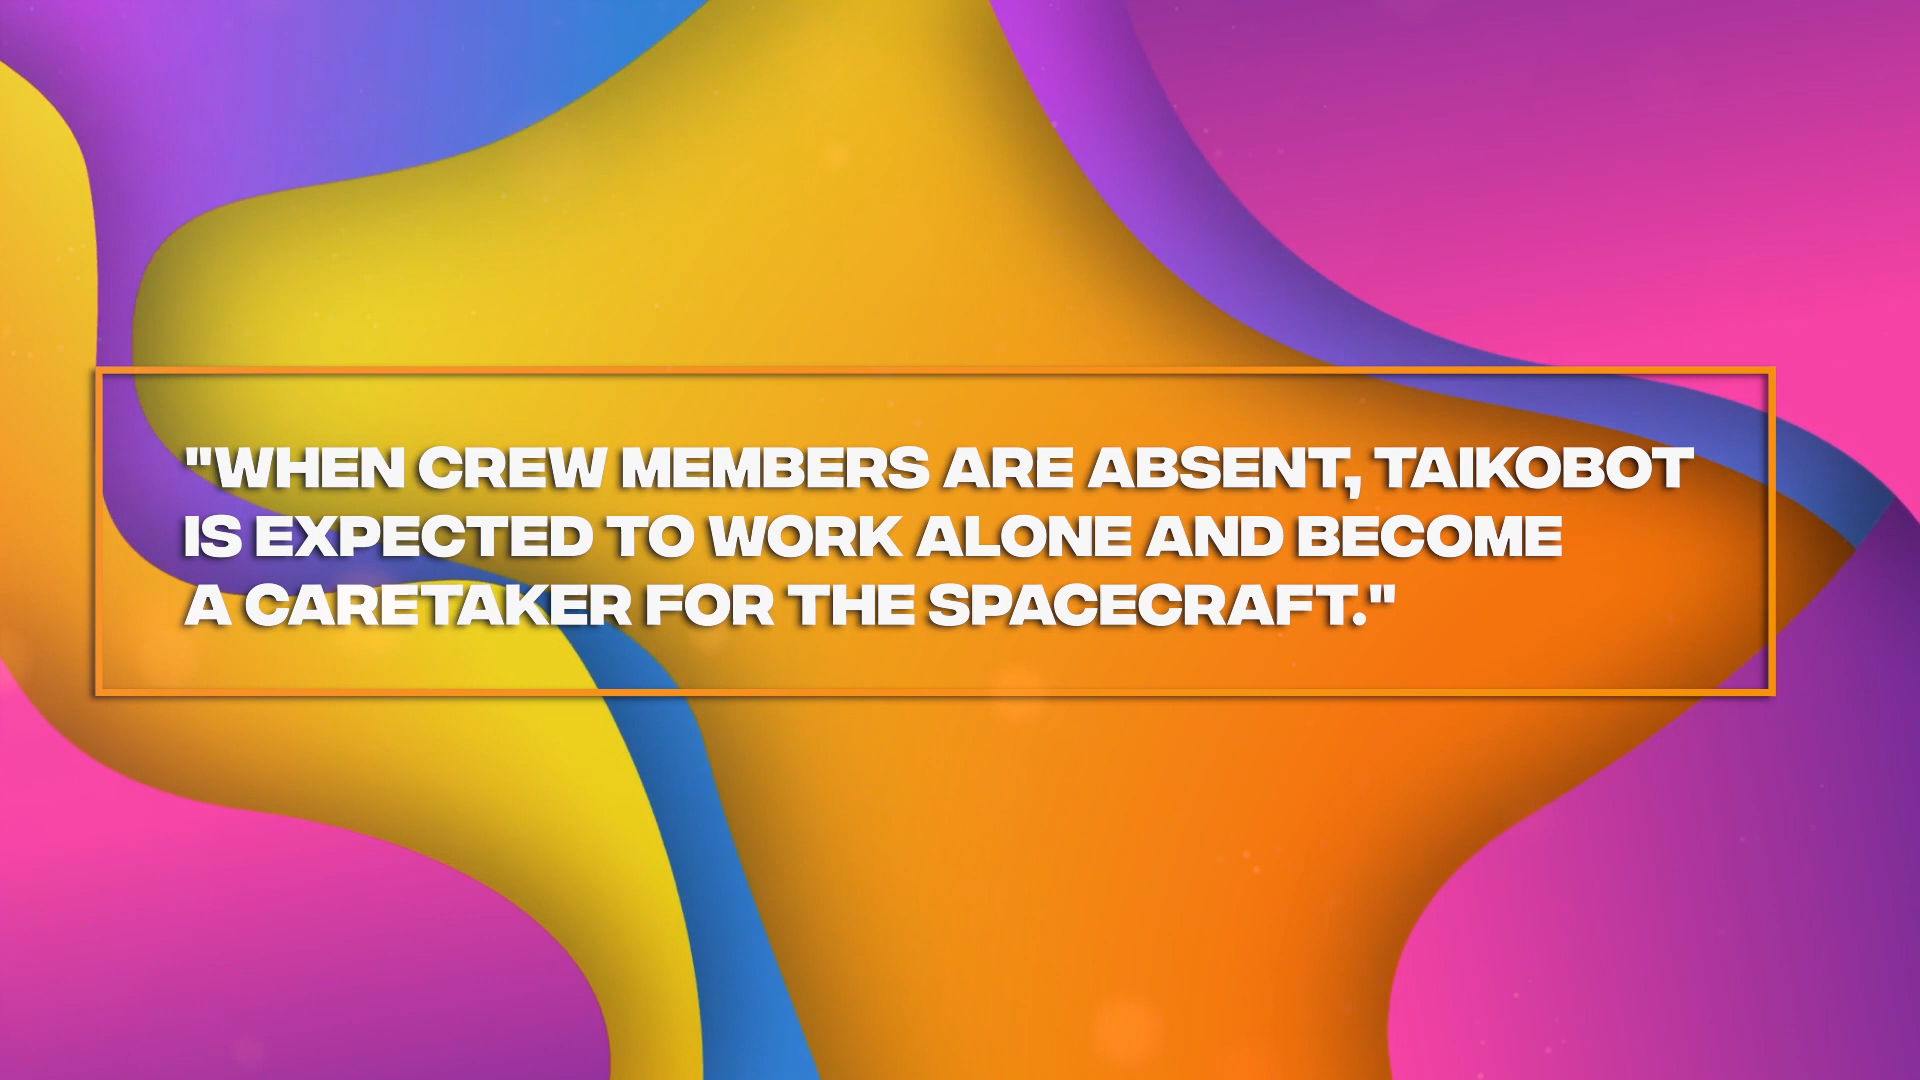 "WHEN CREW MEMBERS ARE ABSENT, TAIKOBOT
IS EXPECTED TO WORK ALONE AND BECOME
A CARETAKER FOR THE SPACECRAFT."